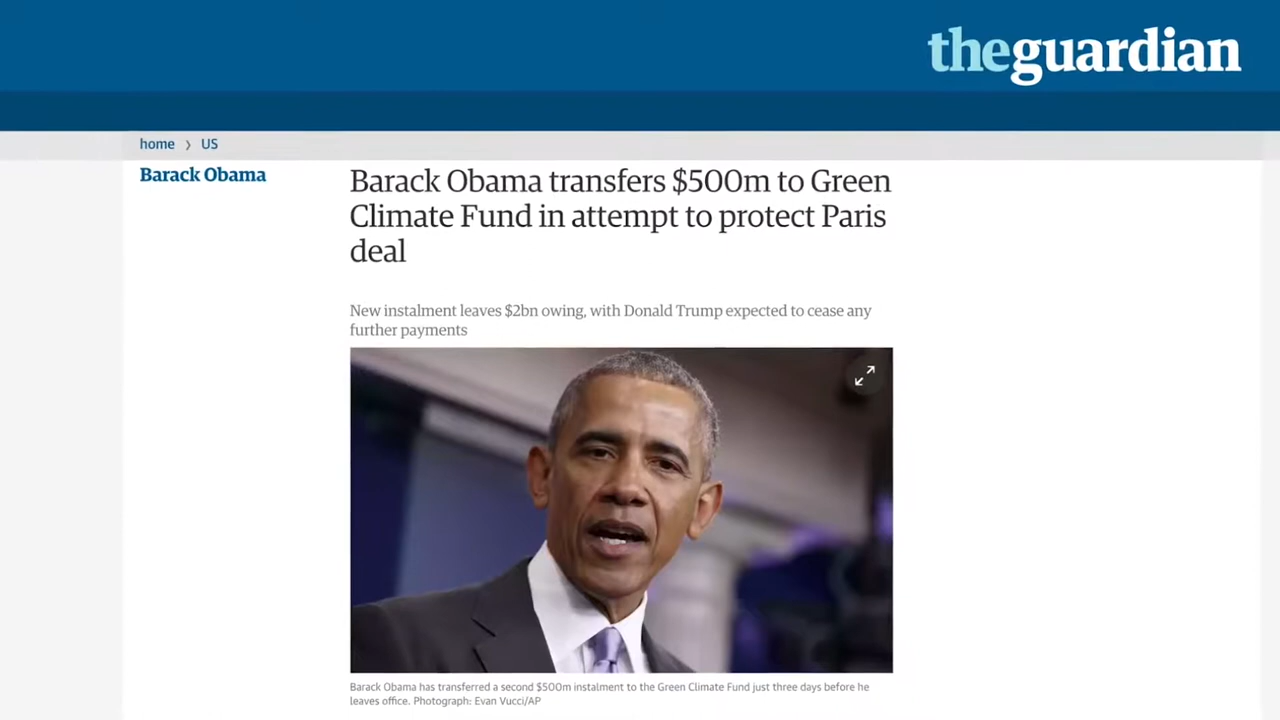 theguardian
home > US
Barack Obama
Barack Obama transfers $500m to Green
Climate Fund in attempt to protect Paris
deal
New instalment leaves $2bn owing, with Donald Trump expected to cease any
further payments
Barack Obama has transferred a second $500m instalment to the Green Climate Fund just three days before he
leaves office. Photograph: Evan Vucci/AP